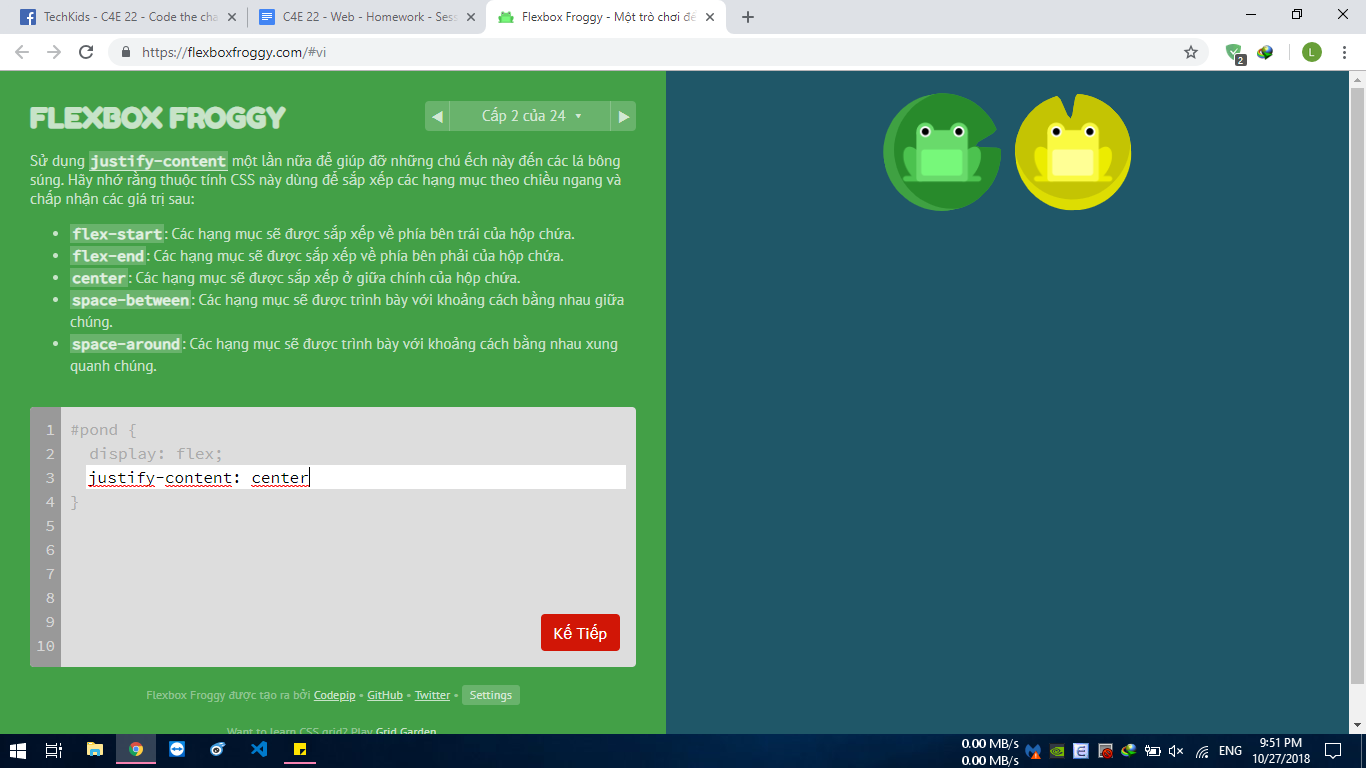 TechKids - C4E 22 - Code the cha
C4E 22 - Web - Homework - Sess
Flexbox Froggy - Một trò chơi để
https://flexboxfroggy.com/#vi
2
L
FLEXBOX FROGGY
Cấp 2 của 24
Sử dụng justify-content một lần nữa để giúp đỡ những chú ếch này đến các lá bông
súng. Hãy nhớ rằng thuộc tính CSS này dùng để sắp xếp các hạng mục theo chiều ngang và
chấp nhận các giá trị sau:
• flex-start: Các hạng mục sẽ được sắp xếp về phía bên trái của hộp chứa.
• flex-end: Các hạng mục sẽ được sắp xếp về phía bên phải của hộp chứa.
• center: Các hạng mục sẽ được sắp xếp ở giữa chính của hộp chứa.
• space-between: Các hạng mục sẽ được trình bày với khoảng cách bằng nhau giữa
chúng.
• space-around: Các hạng mục sẽ được trình bày với khoảng cách bằng nhau xung
quanh chúng.
1 #pond {
2 display: flex;
3 justify-content: center
4 }
5
6
7
8
9
10
Kế Tiếp
Flexbox Froggy được tạo ra bởi Codepip • GitHub • Twitter • Settings
Want to learn CSS grid? Play Grid Garden
0.00 MB/s
0.00 MB/s
ENG
9:51 PM
10/27/2018